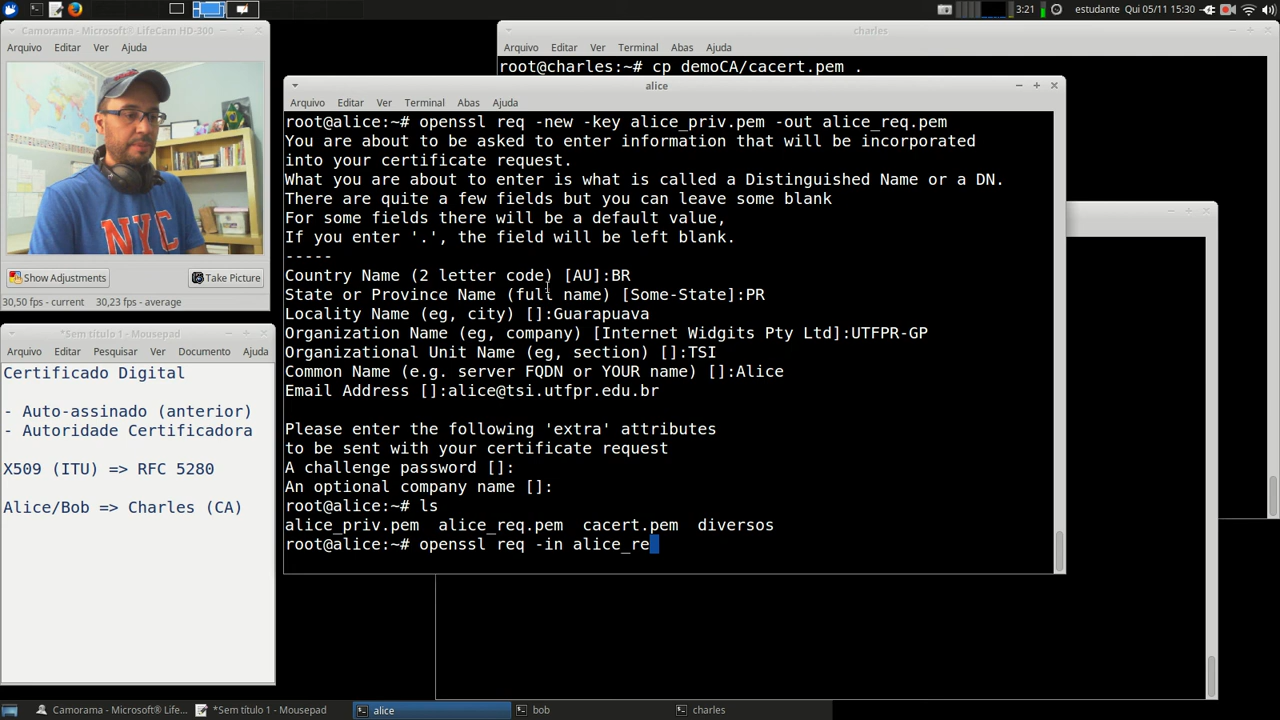 3:21 estudante Qui 05/11 15:30
Camorama - Microsoft® LifeCam HD-300
Arquivo Editar Ver Ajuda
NYC
Show Adjustments Take Picture
30,50 fps - current 30,23 fps - average
*Sem título 1 - Mousepad
Arquivo Editar Pesquisar Ver Documento Ajuda
Certificado Digital
- Auto-assinado (anterior)
- Autoridade Certificadora
X509 (ITU) => RFC 5280
Alice/Bob => Charles (CA)
charles
Arquivo Editar Ver Terminal Abas Ajuda
root@charles:~# cp demoCA/cacert.pem .
alice
Arquivo Editar Ver Terminal Abas Ajuda
root@alice:~# openssl req -new -key alice_priv.pem -out alice_req.pem
You are about to be asked to enter information that will be incorporated
into your certificate request.
What you are about to enter is what is called a Distinguished Name or a DN.
There are quite a few fields but you can leave some blank
For some fields there will be a default value,
If you enter '.', the field will be left blank.
-----
Country Name (2 letter code) [AU]:BR
State or Province Name (full name) [Some-State]:PR
Locality Name (eg, city) []:Guarapuava
Organization Name (eg, company) [Internet Widgits Pty Ltd]:UTFPR-GP
Organizational Unit Name (eg, section) []:TSI
Common Name (e.g. server FQDN or YOUR name) []:Alice
Email Address []:alice@tsi.utfpr.edu.br
Please enter the following 'extra' attributes
to be sent with your certificate request
A challenge password []:
An optional company name []:
root@alice:~# ls
alice_priv.pem alice_req.pem cacert.pem diversos
root@alice:~# openssl req -in alice_re
Camorama - Microsoft® Life... *Sem título 1 - Mousepad alice bob charles